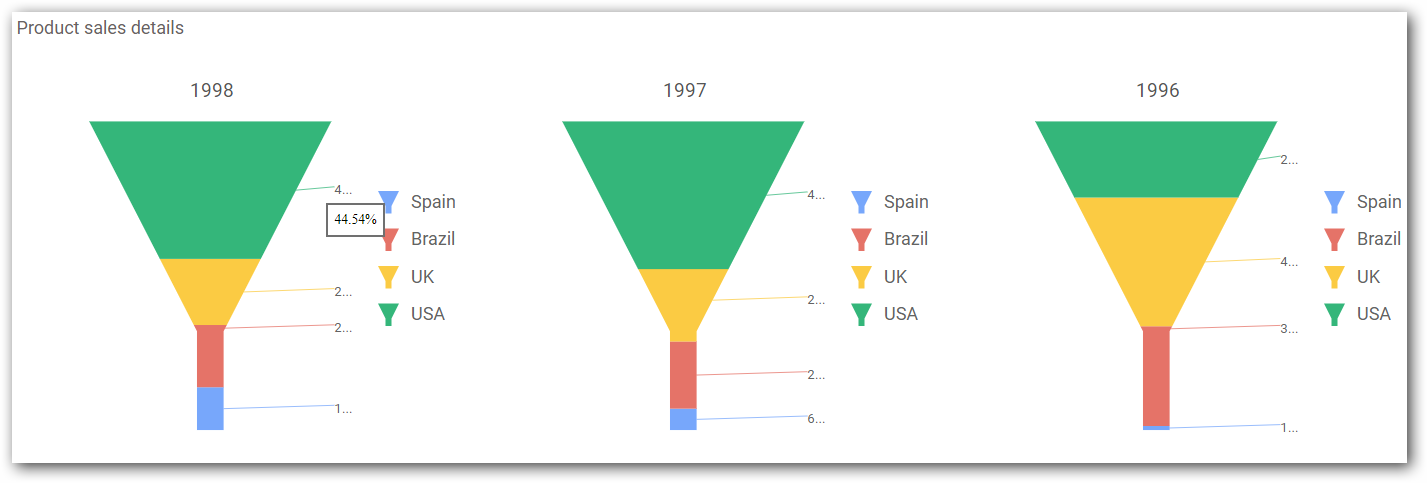 Product sales details
1998
4...
44.54%
2...
2...
1...
Spain
Brazil
UK
USA
1997
4...
2...
2...
6...
Spain
Brazil
UK
USA
1996
2...
4...
3...
1...
Spain
Brazil
UK
USA